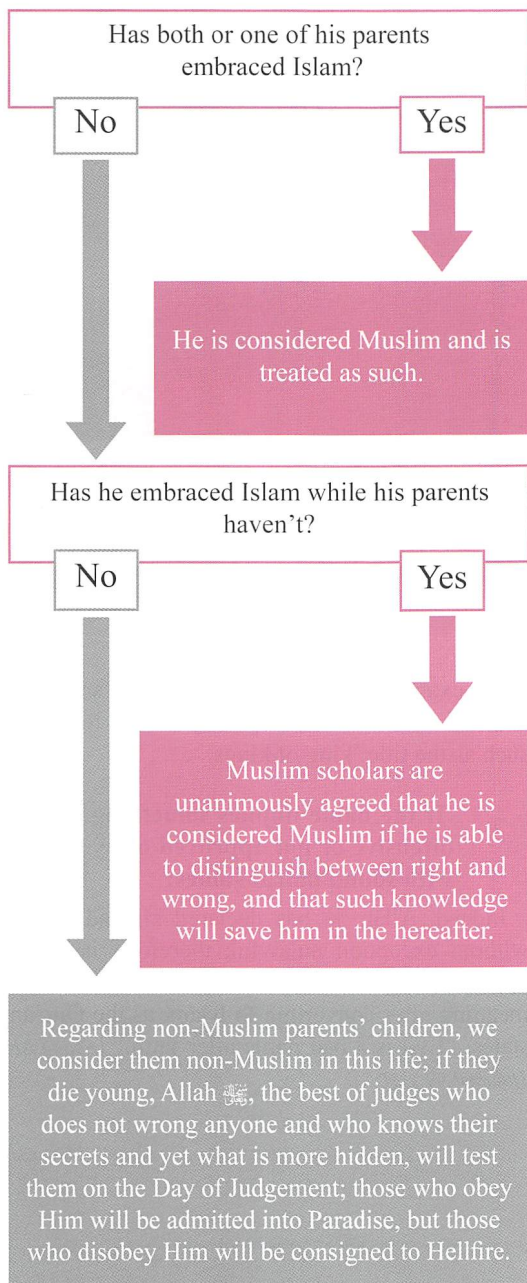 Has both or one of his parents
embraced Islam?
No
Yes
He is considered Muslim and is
treated as such.
Has he embraced Islam while his parents
haven't?
No
Yes
Muslim scholars are
unanimously agreed that he is
considered Muslim if he is able
to distinguish between right and
wrong, and that such knowledge
will save him in the hereafter.
Regarding non-Muslim parents' children, we
consider them non-Muslim in this life; if they
die young, Allah, the best of judges who
does not wrong anyone and who knows their
secrets and yet what is more hidden, will test
them on the Day of Judgement; those who obey
Him will be admitted into Paradise, but those
who disobey Him will be consigned to Hellfire.